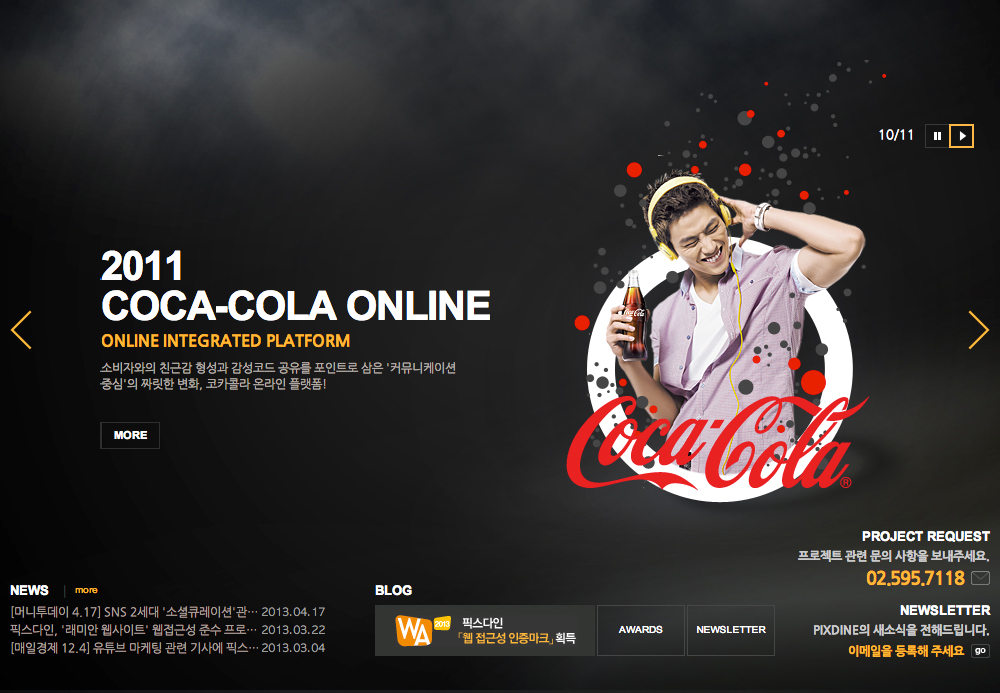 10/11
2011
COCA-COLA ONLINE
ONLINE INTEGRATED PLATFORM
소비자와의 친근감 형성과 감성코드 공유를 포인트로 삼은 '커뮤니케이션
중심'의 짜릿한 변화, 코카콜라 온라인 플랫폼!
MORE
Coca-Cola
Coca-Cola®
PROJECT REQUEST
프로젝트 관련 문의 사항을 보내주세요.
02.595.7118
NEWS | more
[머니투데이 4.17] SNS 2세대 '소셜큐레이션'관… 2013.04.17
픽스다인, '래미안 웹사이트' 웹접근성 준수 프로… 2013.03.22
[매일경제 12.4] 유튜브 마케팅 관련 기사에 픽스… 2013.03.04
BLOG
WA 2013
픽스다인
「웹 접근성 인증마크」 획득
AWARDS
NEWSLETTER
NEWSLETTER
PIXDINE의 새소식을 전해드립니다.
이메일을 등록해 주세요 go